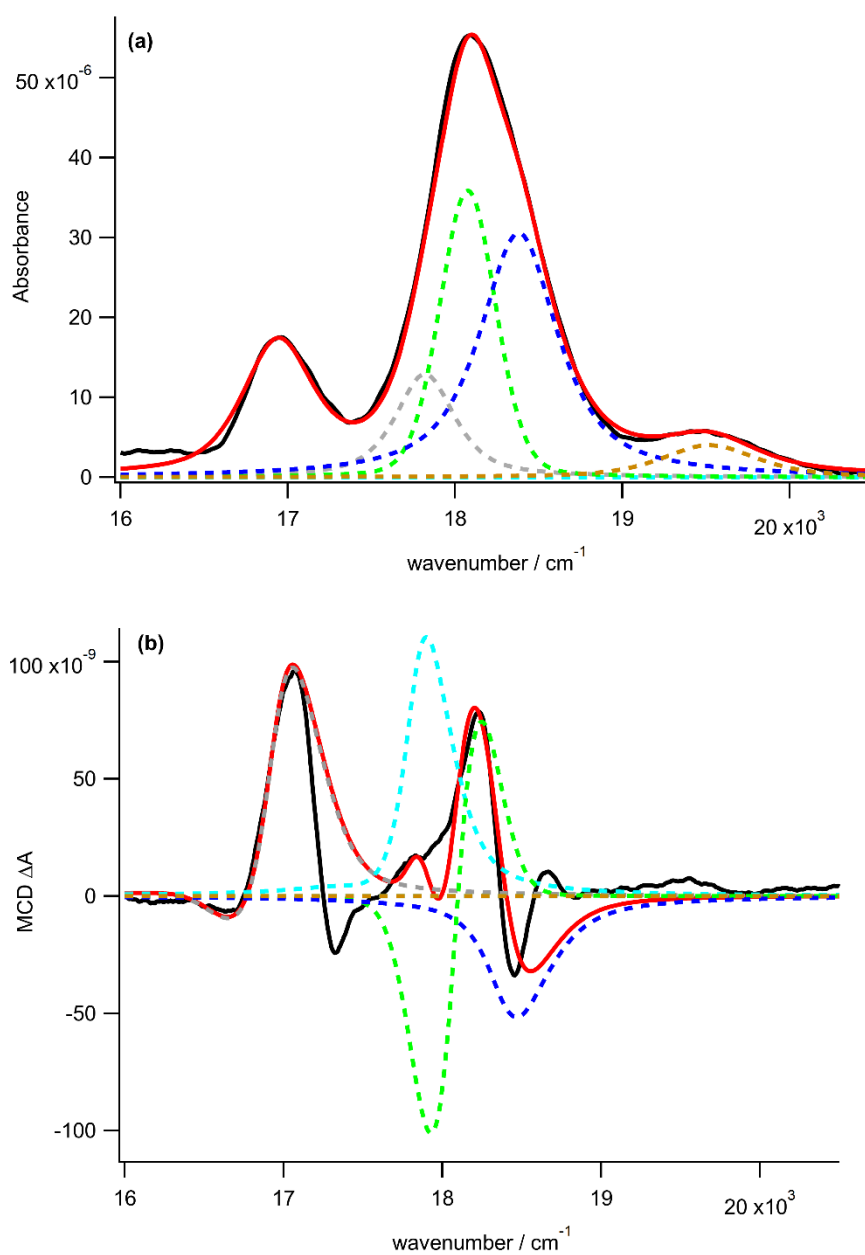 (a)
50 x10⁻⁶
40
30
20
10
0
Absorbance
16
17
18
19
20 x10³
wavenumber / cm⁻¹
(b)
100 x10⁻⁹
50
0
-50
-100
MCD ΔA
16
17
18
19
20 x10³
wavenumber / cm⁻¹